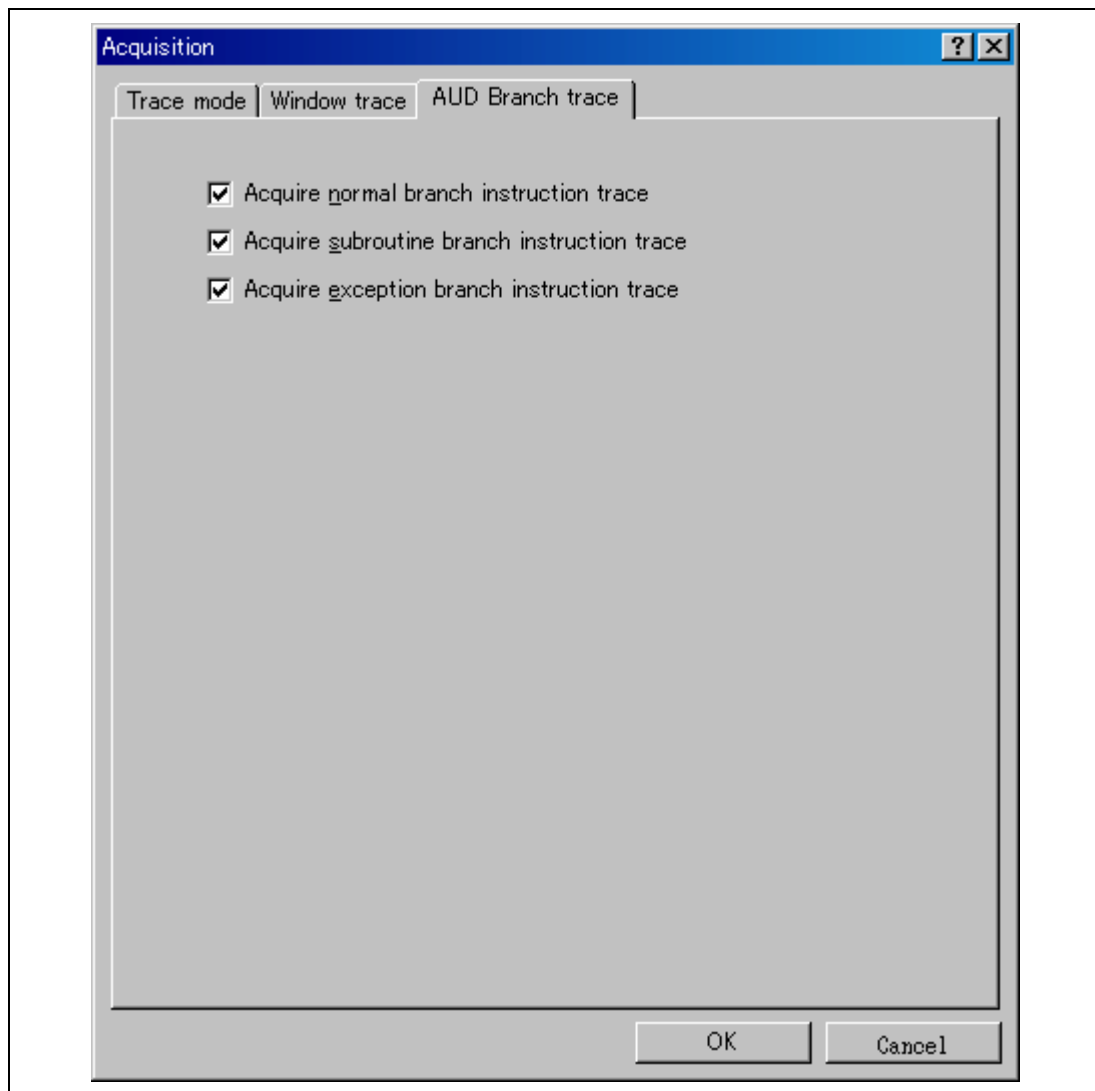 Acquisition
Trace mode Window trace AUD Branch trace
Acquire normal branch instruction trace
Acquire subroutine branch instruction trace
Acquire exception branch instruction trace
OK Cancel